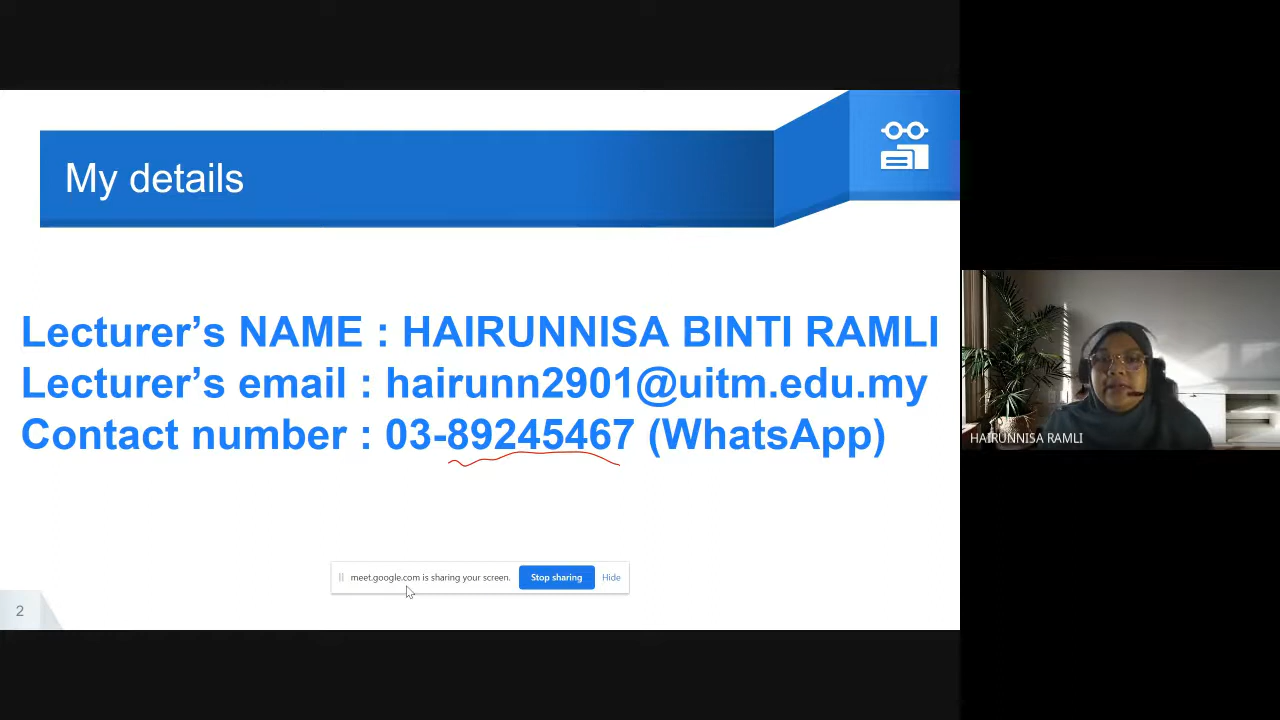 My details
Lecturer’s NAME : HAIRUNNISA BINTI RAMLI
Lecturer’s email : hairunn2901@uitm.edu.my
Contact number : 03-89245467 (WhatsApp)
meet.google.com is sharing your screen. Stop sharing Hide
2
HAIRUNNISA RAMLI